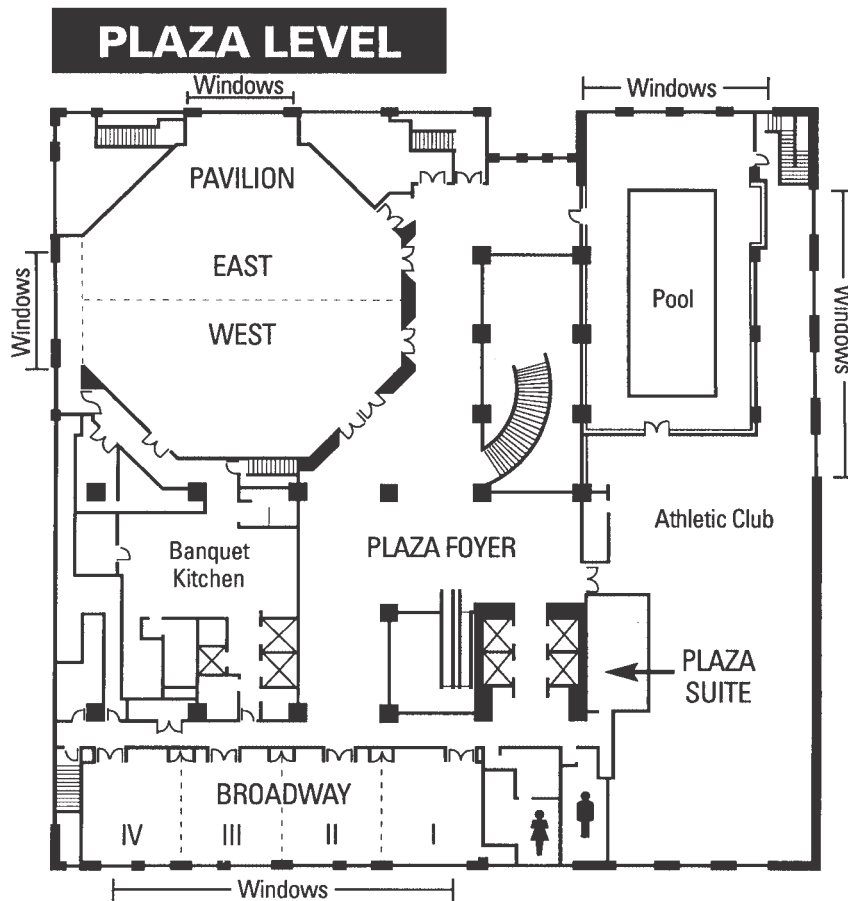 PLAZA LEVEL
Windows
Windows
PAVILION
EAST
WEST
Windows
Pool
Windows
Athletic Club
Banquet
Kitchen
PLAZA FOYER
PLAZA
SUITE
BROADWAY
IV
III
II
I
Windows